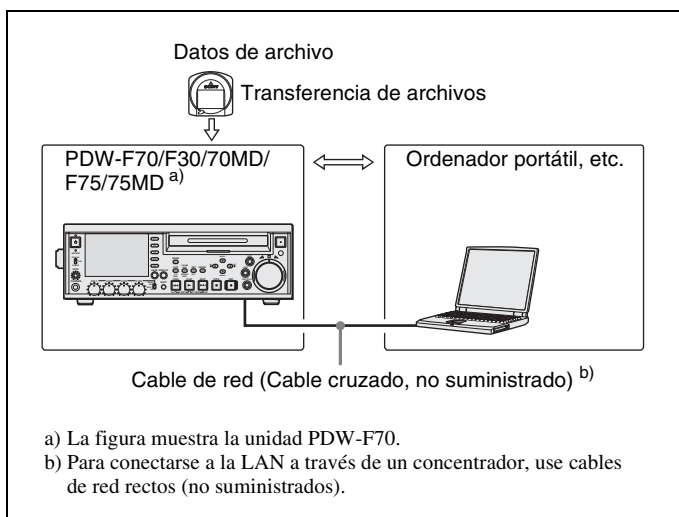 Datos de archivo
Transferencia de archivos
PDW-F70/F30/70MD/
F75/75MD a)
Ordenador portátil, etc.
Cable de red (Cable cruzado, no suministrado) b)
a) La figura muestra la unidad PDW-F70.
b) Para conectarse a la LAN a través de un concentrador, use cables
de red rectos (no suministrados).